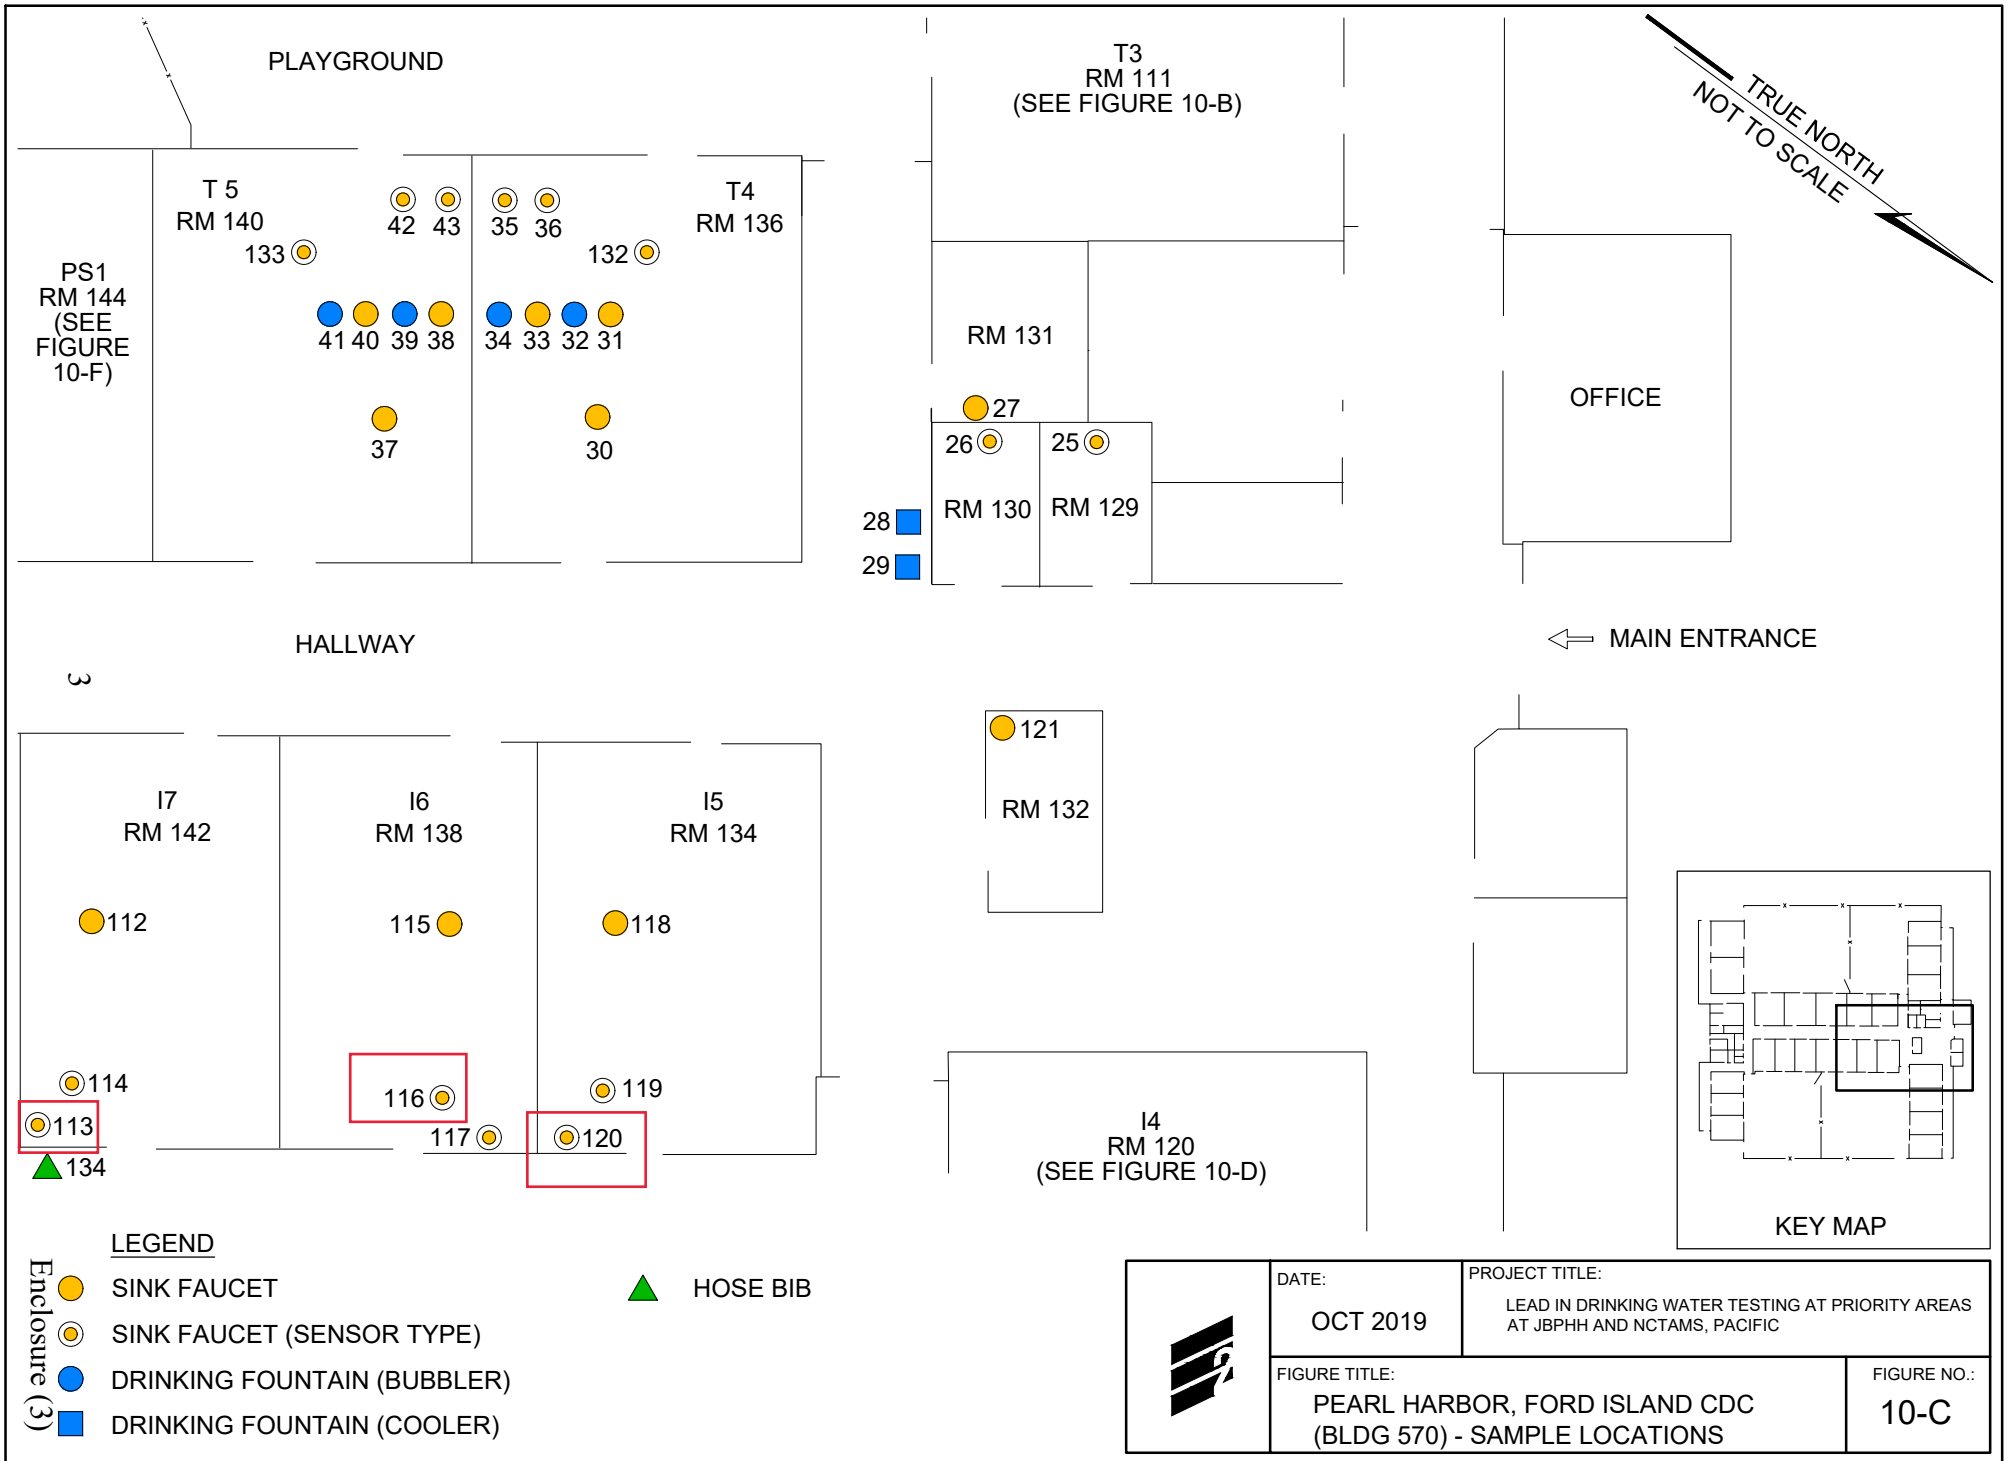 PLAYGROUND
T3
RM 111
(SEE FIGURE 10-B)
TRUE NORTH
NOT TO SCALE
T 5
RM 140
T4
RM 136
42
43
35
36
133
132
PS1
RM 144
(SEE
FIGURE
10-F)
41
40
39
38
34
33
32
31
RM 131
OFFICE
27
37
30
26
25
RM 130
RM 129
28
29
HALLWAY
MAIN ENTRANCE
3
121
RM 132
I7
RM 142
I6
RM 138
I5
RM 134
112
115
118
114
116
119
113
117
120
134
I4
RM 120
(SEE FIGURE 10-D)
KEY MAP
LEGEND
SINK FAUCET
HOSE BIB
SINK FAUCET (SENSOR TYPE)
DRINKING FOUNTAIN (BUBBLER)
DRINKING FOUNTAIN (COOLER)
Enclosure (3)
DATE:
OCT 2019
PROJECT TITLE:
LEAD IN DRINKING WATER TESTING AT PRIORITY AREAS
AT JBPHH AND NCTAMS, PACIFIC
FIGURE TITLE:
PEARL HARBOR, FORD ISLAND CDC
(BLDG 570) - SAMPLE LOCATIONS
FIGURE NO.:
10-C